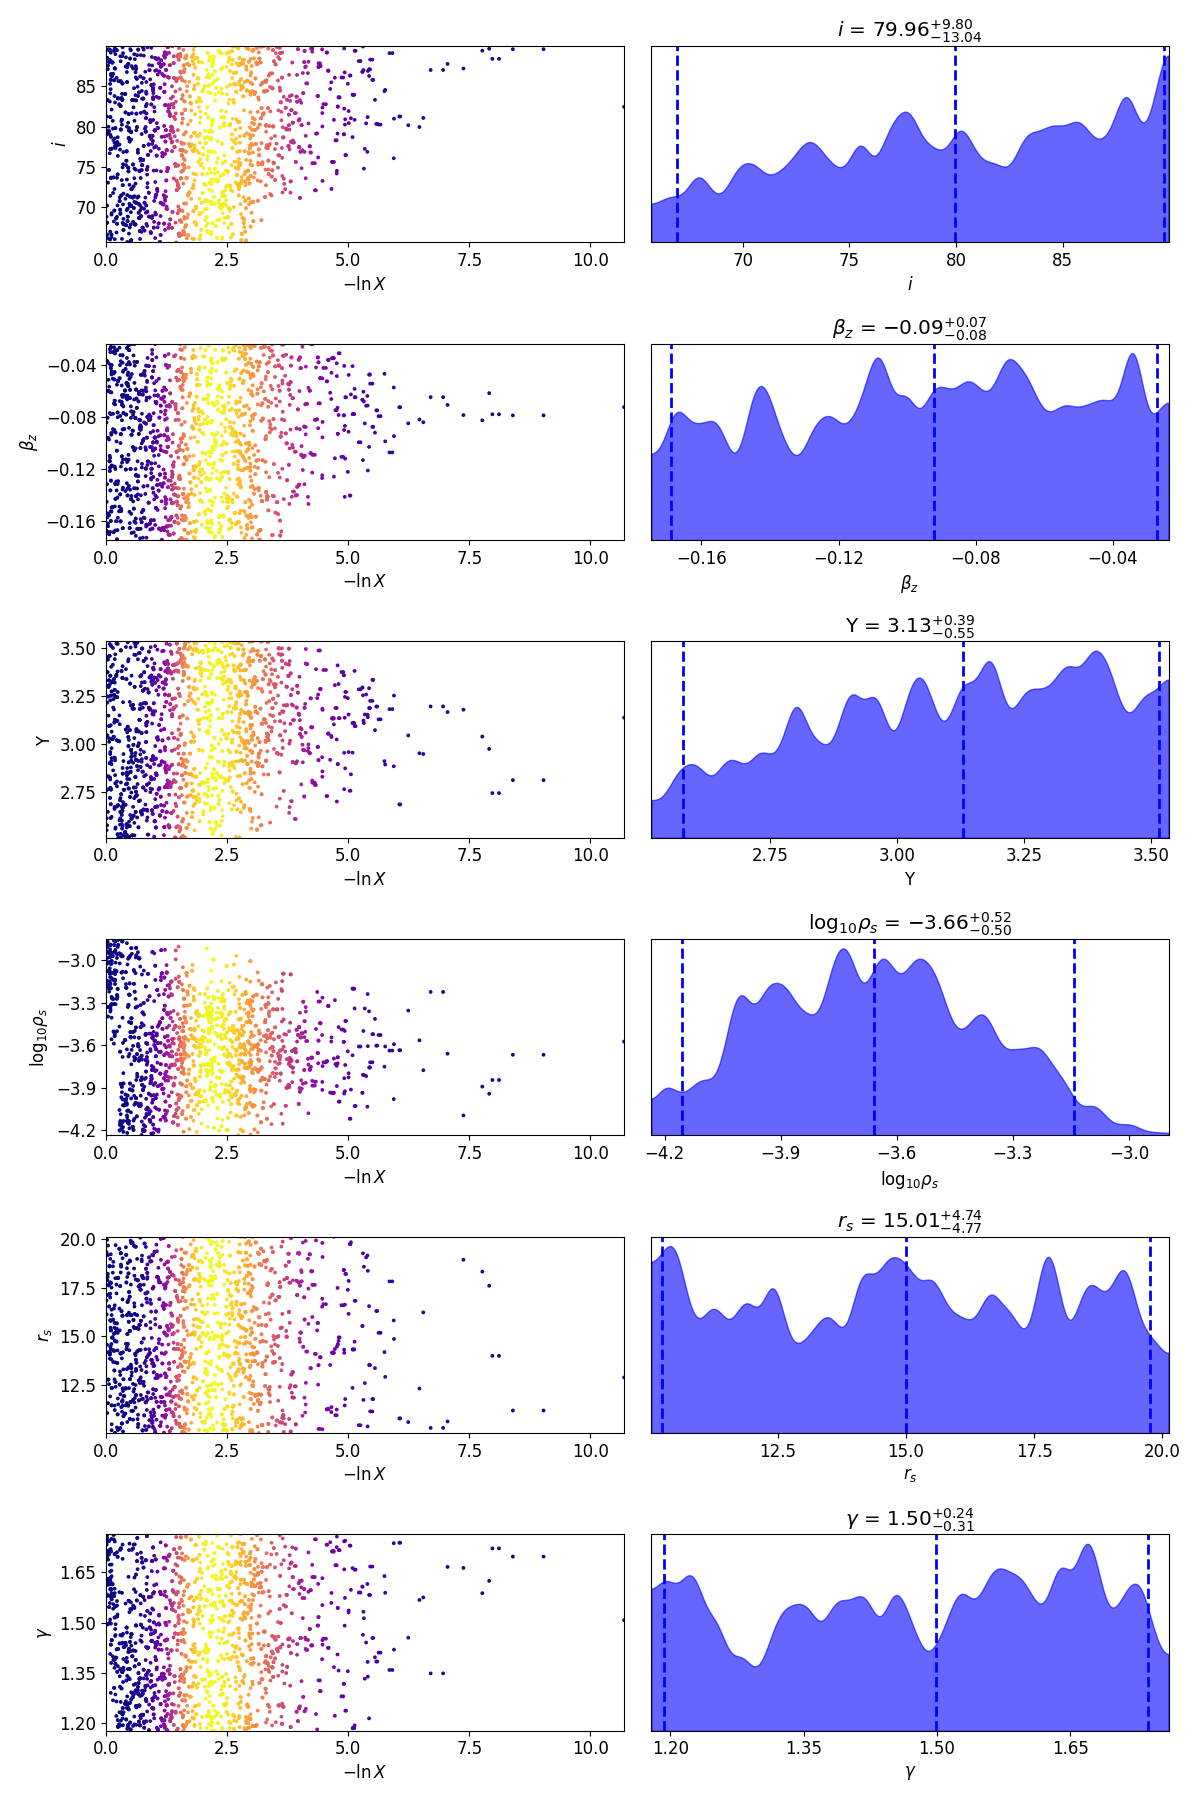 i = 79.96^{+9.80}_{-13.04}
85
80
75
70
i
0.0 2.5 5.0 7.5 10.0
−ln X
70 75 80 85
i
β_z = −0.09^{+0.07}_{-0.08}
−0.04
−0.08
−0.12
−0.16
β_z
0.0 2.5 5.0 7.5 10.0
−ln X
−0.16 −0.12 −0.08 −0.04
β_z
Y = 3.13^{+0.39}_{-0.55}
3.50
3.25
3.00
2.75
Y
0.0 2.5 5.0 7.5 10.0
−ln X
2.75 3.00 3.25 3.50
Y
log₁₀ρ_s = −3.66^{+0.52}_{-0.50}
−3.0
−3.3
−3.6
−3.9
−4.2
log₁₀ρ_s
0.0 2.5 5.0 7.5 10.0
−ln X
−4.2 −3.9 −3.6 −3.3 −3.0
log₁₀ρ_s
r_s = 15.01^{+4.74}_{-4.77}
20.0
17.5
15.0
12.5
r_s
0.0 2.5 5.0 7.5 10.0
−ln X
12.5 15.0 17.5 20.0
r_s
γ = 1.50^{+0.24}_{-0.31}
1.65
1.50
1.35
1.20
γ
0.0 2.5 5.0 7.5 10.0
−ln X
1.20 1.35 1.50 1.65
γ